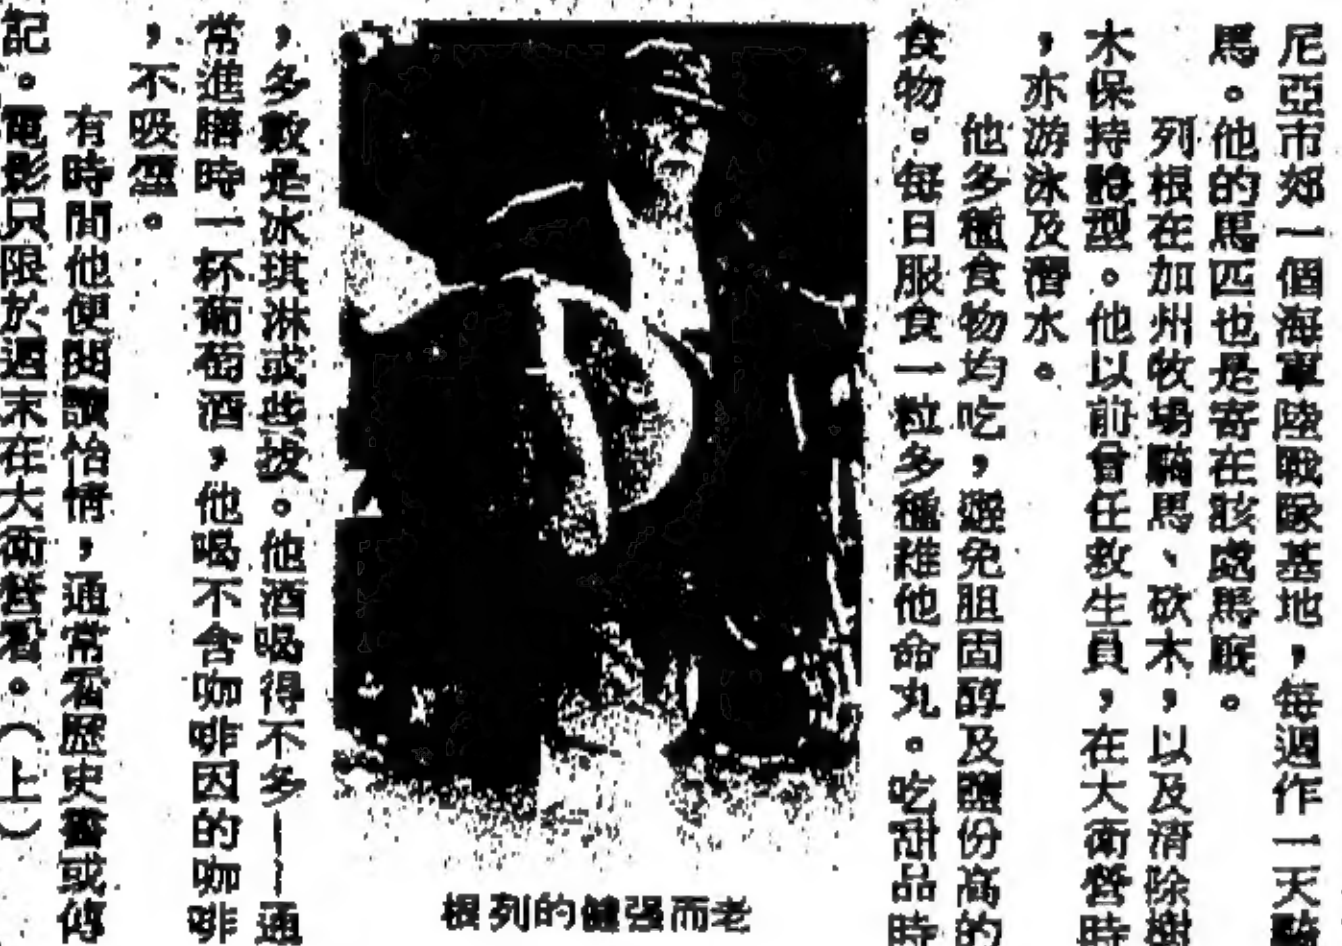 尼亞市郊一個海軍陸戰隊基地，每週作一天騎
馬。他的馬匹也是寄在該處馬厩。
列根在加州牧場騎馬、砍木，以及清除樹
木保持體型。他以前曾任救生員，在大衛營時
，亦游泳及潛水。
他多種食物均吃，避免胆固醇及鹽份高的
食物。每日服食一粒多種維他命丸。吃甜品時
老而强健的列根
，多數是冰琪淋或些菝。他酒喝得不多——通
常進膳時一杯葡萄酒，他喝不含咖啡因的咖啡
，不吸煙。
有時間他便閱讀怡情，通常看歷史書或傳
記。電影只限於週末在大衛營看。（上）